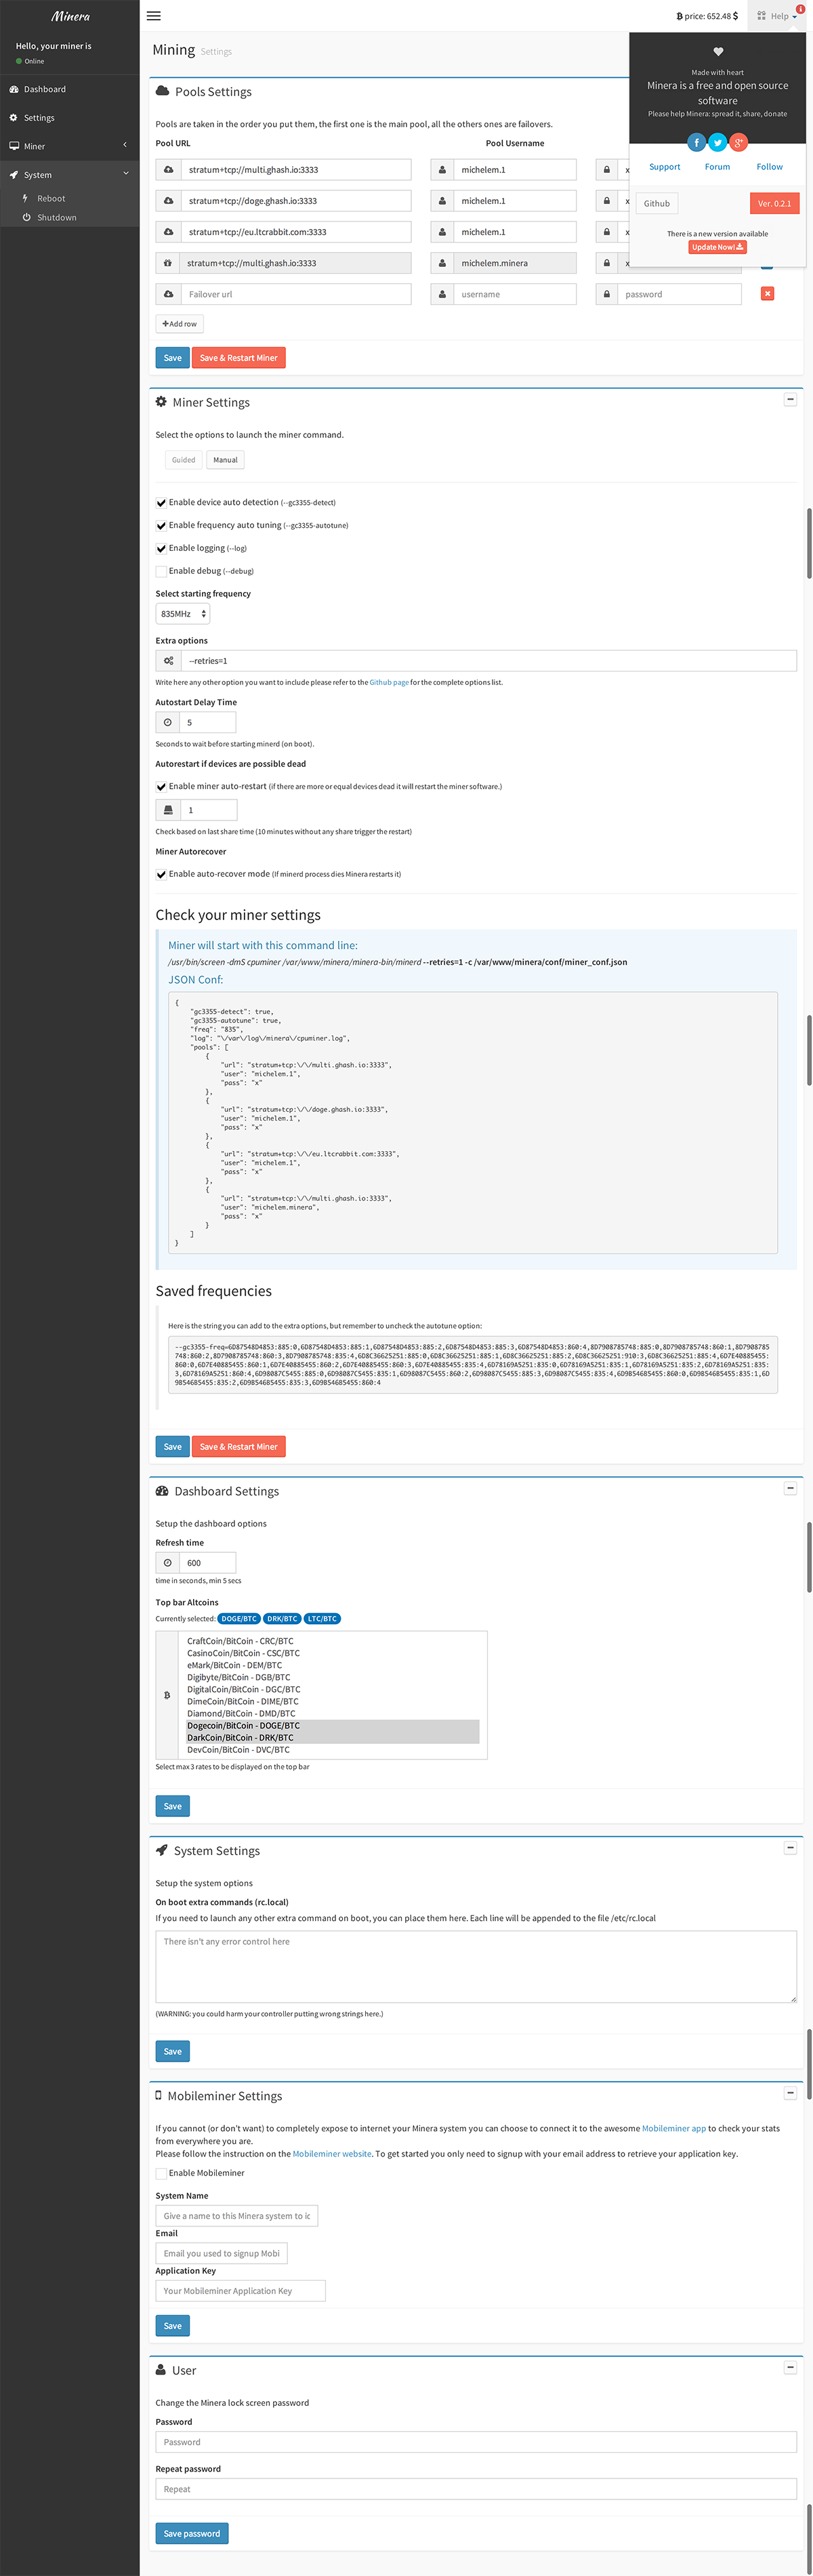 Minera
Hello, your miner is
Online
Dashboard
Settings
Miner
System
Reboot
Shutdown
price: 652.48 $
Help
i
Mining Settings
Made with heart
Minera is a free and open source
software
Please help Minera: spread it, share, donate
Support Forum Follow
Github Ver. 0.2.1
There is a new version available
Update Now!
Pools Settings
Pools are taken in the order you put them, the first one is the main pool, all the others ones are failovers.
Pool URL Pool Username
stratum+tcp://multi.ghash.io:3333 michelem.1 x
stratum+tcp://doge.ghash.io:3333 michelem.1 x
stratum+tcp://eu.ltcrabbit.com:3333 michelem.1 x
stratum+tcp://multi.ghash.io:3333 michelem.minera x
Failover url username password
Add row
Save Save & Restart Miner
Miner Settings
Select the options to launch the miner command.
Guided Manual
Enable device auto detection (--gc3355-detect)
Enable frequency auto tuning (--gc3355-autotune)
Enable logging (--log)
Enable debug (--debug)
Select starting frequency
835MHz
Extra options
--retries=1
Write here any other option you want to include please refer to the Github page for the complete options list.
Autostart Delay Time
5
Seconds to wait before starting minerd (on boot).
Autorestart if devices are possible dead
Enable miner auto-restart (if there are more or equal devices dead it will restart the miner software.)
1
Check based on last share time (10 minutes without any share trigger the restart)
Miner Autorecover
Enable auto-recover mode (If minerd process dies Minera restarts it)
Check your miner settings
Miner will start with this command line:
/usr/bin/screen -dmS cpuminer /var/www/minera/minera-bin/minerd --retries=1 -c /var/www/minera/conf/miner_conf.json
JSON Conf:
{
"gc3355-detect": true,
"gc3355-autotune": true,
"freq": "835",
"log": "\/var\/log\/minera\/cpuminer.log",
"pools": [
{
"url": "stratum+tcp:\/\/multi.ghash.io:3333",
"user": "michelem.1",
"pass": "x"
},
{
"url": "stratum+tcp:\/\/doge.ghash.io:3333",
"user": "michelem.1",
"pass": "x"
},
{
"url": "stratum+tcp:\/\/eu.ltcrabbit.com:3333",
"user": "michelem.1",
"pass": "x"
},
{
"url": "stratum+tcp:\/\/multi.ghash.io:3333",
"user": "michelem.minera",
"pass": "x"
}
]
}
Saved frequencies
Here is the string you can add to the extra options, but remember to uncheck the autotune option:
--gc3355-freq=6D87548D4853:885:0,6D87548D4853:885:1,6D87548D4853:885:2,6D87548D4853:885:3,6D87548D4853:860:4,8D7908785748:885:0,8D7908785748:860:1,8D7908785
748:860:2,8D7908785748:860:3,8D7908785748:835:4,6D8C36625251:885:0,6D8C36625251:885:1,6D8C36625251:885:2,6D8C36625251:910:3,6D8C36625251:885:4,6D7E40885455:
860:0,6D7E40885455:860:1,6D7E40885455:860:2,6D7E40885455:860:3,6D7E40885455:835:4,6D78169A5251:835:0,6D78169A5251:835:1,6D78169A5251:835:2,6D78169A5251:835:
3,6D78169A5251:860:4,6D98087C5455:885:0,6D98087C5455:835:1,6D98087C5455:860:2,6D98087C5455:885:3,6D98087C5455:835:4,6D9854685455:860:0,6D9854685455:835:1,6D
9854685455:835:2,6D9854685455:835:3,6D9854685455:860:4
Save Save & Restart Miner
Dashboard Settings
Setup the dashboard options
Refresh time
600
time in seconds, min 5 secs
Top bar Altcoins
Currently selected: DOGE/BTC DRK/BTC LTC/BTC
CraftCoin/BitCoin - CRC/BTC
CasinoCoin/BitCoin - CSC/BTC
eMark/BitCoin - DEM/BTC
Digibyte/BitCoin - DGB/BTC
DigitalCoin/BitCoin - DGC/BTC
DimeCoin/BitCoin - DIME/BTC
Diamond/BitCoin - DMD/BTC
Dogecoin/BitCoin - DOGE/BTC
DarkCoin/BitCoin - DRK/BTC
DevCoin/BitCoin - DVC/BTC
Select max 3 rates to be displayed on the top bar
Save
System Settings
Setup the system options
On boot extra commands (rc.local)
If you need to launch any other extra command on boot, you can place them here. Each line will be appended to the file /etc/rc.local
There isn't any error control here
(WARNING: you could harm your controller putting wrong strings here.)
Save
Mobileminer Settings
If you cannot (or don't want) to completely expose to internet your Minera system you can choose to connect it to the awesome Mobileminer app to check your stats
from everywhere you are.
Please follow the instruction on the Mobileminer website. To get started you only need to signup with your email address to retrieve your application key.
Enable Mobileminer
System Name
Give a name to this Minera system to ic
Email
Email you used to signup Mobi
Application Key
Your Mobileminer Application Key
Save
User
Change the Minera lock screen password
Password
Password
Repeat password
Repeat
Save password